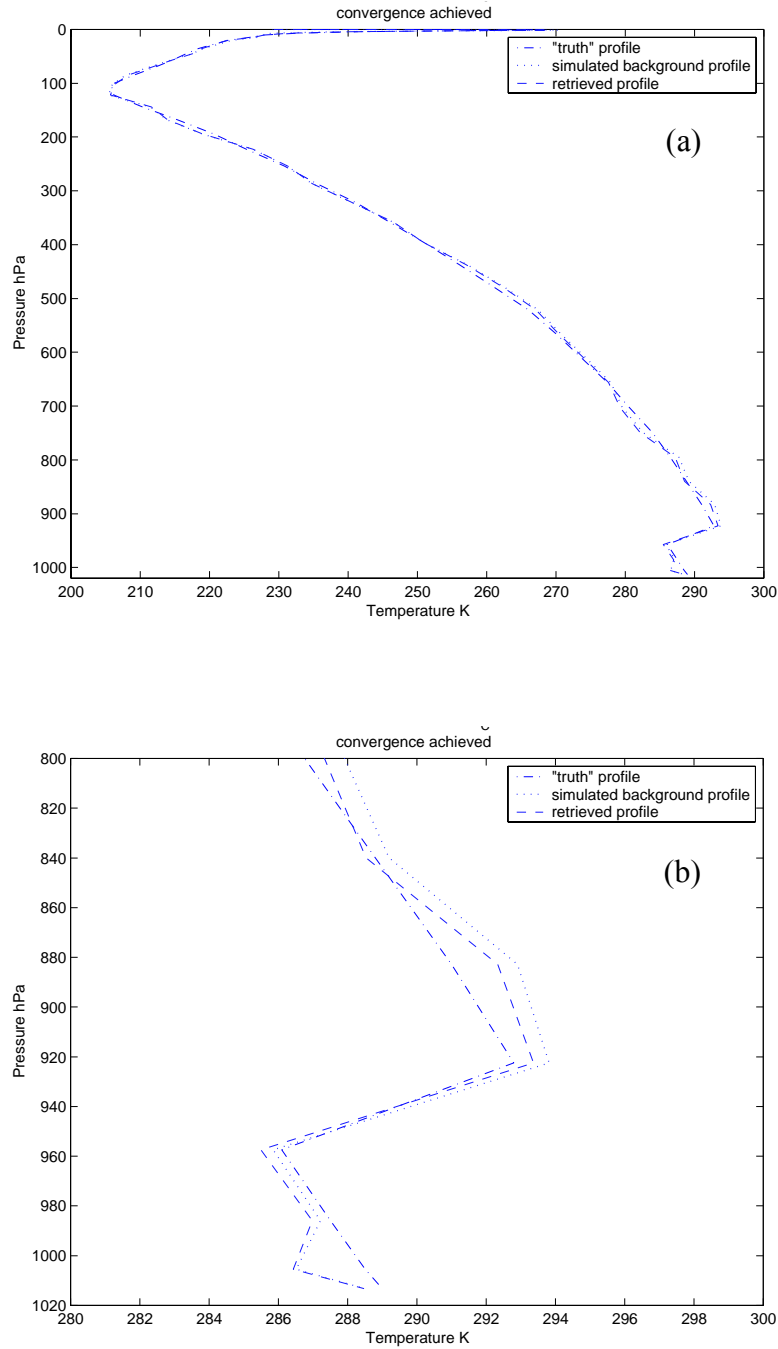 convergence achieved
0
100
200
300
400
500
600
700
800
900
1000
Pressure hPa
"truth" profile
simulated background profile
retrieved profile
(a)
200 210 220 230 240 250 260 270 280 290 300
Temperature K
convergence achieved
800
820
840
860
880
900
920
940
960
980
1000
1020
Pressure hPa
"truth" profile
simulated background profile
retrieved profile
(b)
280 282 284 286 288 290 292 294 296 298 300
Temperature K